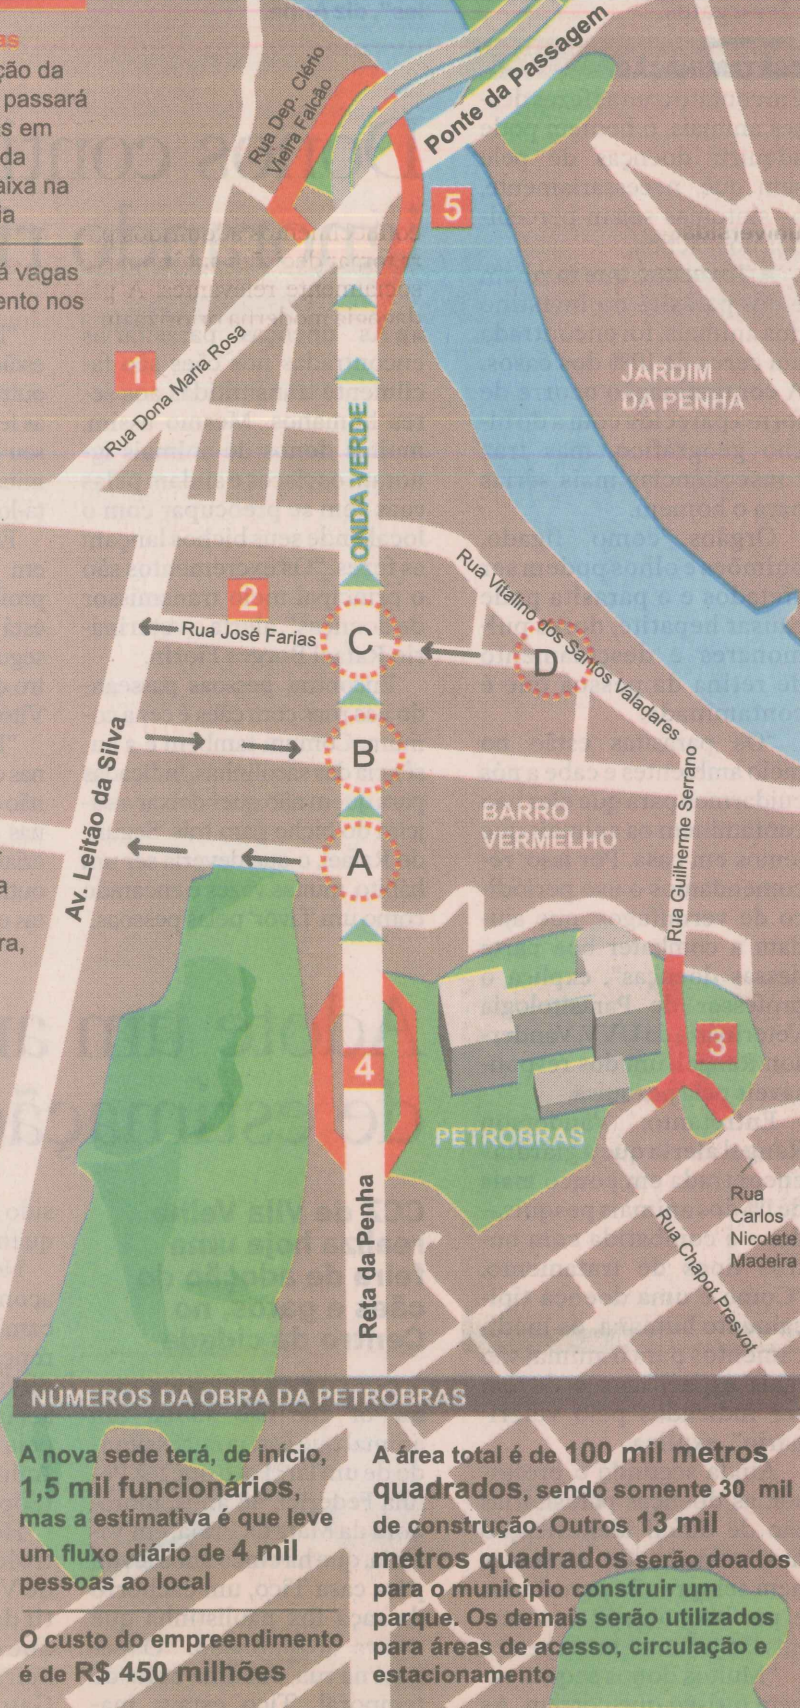 as
ção da
passará
s em
da
aixa na
ia
á vagas
ento nos
Rua Dep. Clério
Vieira Falcão
Ponte da Passagem
5
1
Rua Dona Maria Rosa
JARDIM
DA PENHA
ONDA VERDE
Rua Vitalino dos Santos Valadares
2
Rua José Farias
C
D
B
A
Av. Leitão da Silva
BARRO
VERMELHO
Rua Guilherme Serrano
a
ra,
3
4
PETROBRAS
Reta da Penha
Rua
Carlos
Nicolete
Madeira
Rua Chapot Presvot
NÚMEROS DA OBRA DA PETROBRAS
A nova sede terá, de início,
1,5 mil funcionários,
mas a estimativa é que leve
um fluxo diário de 4 mil
pessoas ao local
O custo do empreendimento
é de R$ 450 milhões
A área total é de 100 mil metros
quadrados, sendo somente 30 mil
de construção. Outros 13 mil
metros quadrados serão doados
para o município construir um
parque. Os demais serão utilizados
para áreas de acesso, circulação e
estacionamento